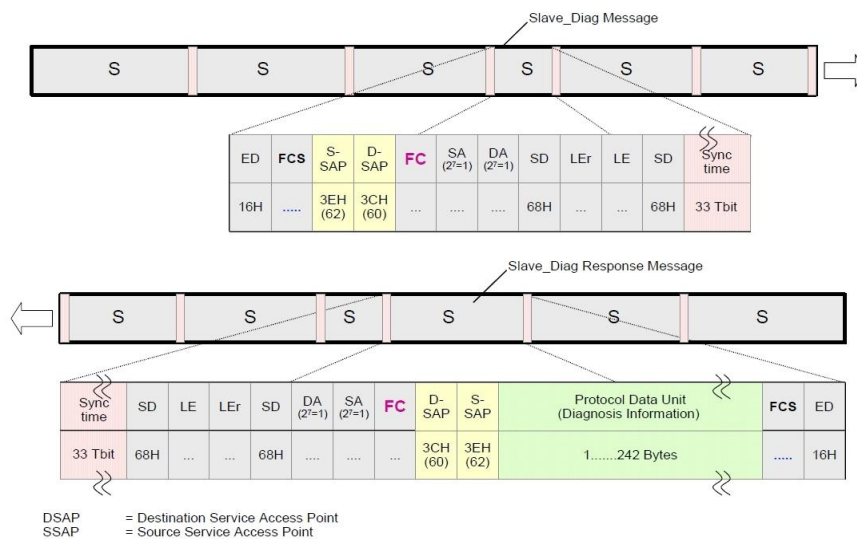 Slave_Diag Message
S S S S S S
ED FCS S-SAP D-SAP FC SA (2⁷=1) DA (2⁷=1) SD LEr LE SD Sync time
16H ..... 3EH (62) 3CH (60) ... .... .... 68H ... ... 68H 33 Tbit
Slave_Diag Response Message
S S S S S S
Sync time SD LE LEr SD DA (2⁷=1) SA (2⁷=1) FC D-SAP S-SAP Protocol Data Unit (Diagnosis Information) FCS ED
33 Tbit 68H ... ... 68H .... .... ... 3CH (60) 3EH (62) 1.......242 Bytes ..... 16H
DSAP = Destination Service Access Point
SSAP = Source Service Access Point